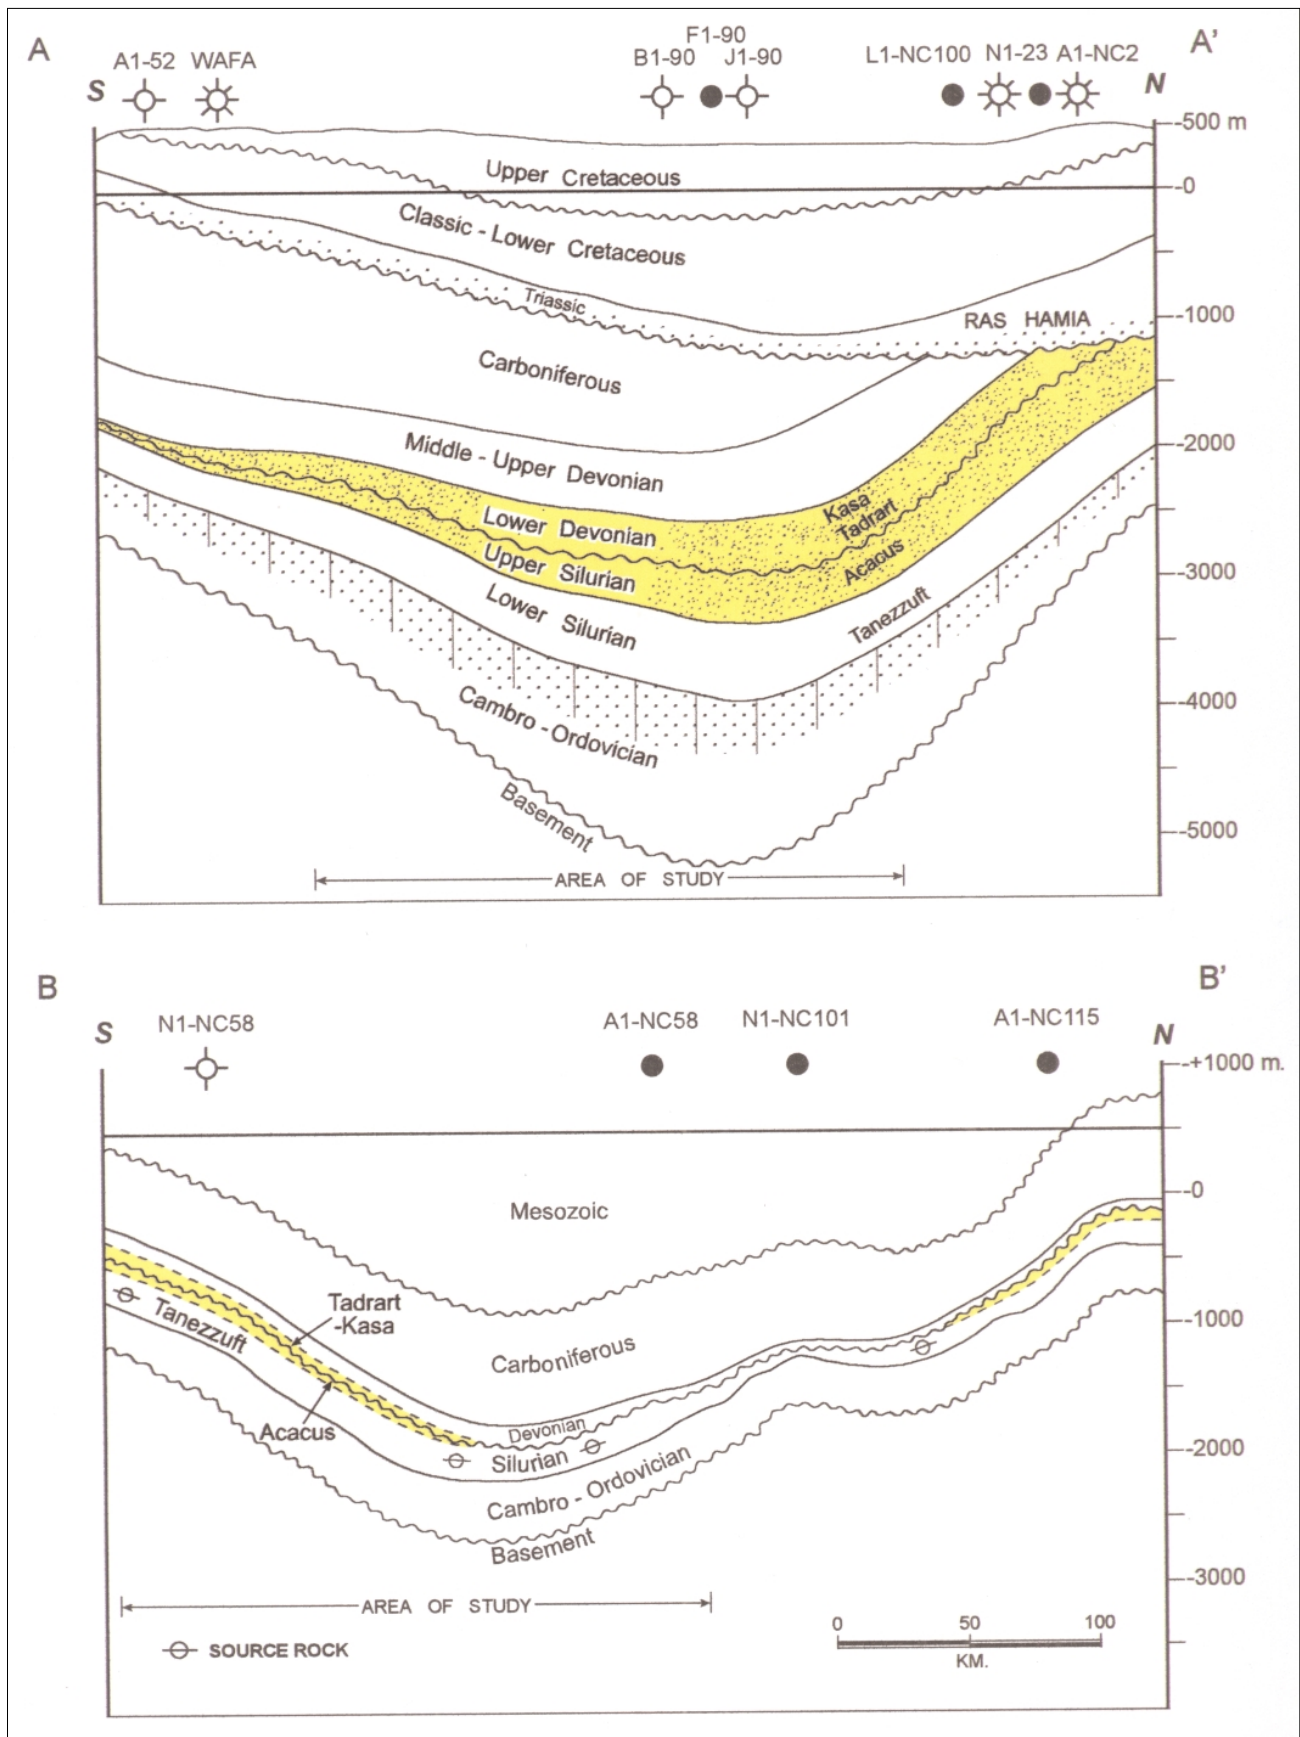 A
A'
F1-90
A1-52 WAFA
B1-90 J1-90
L1-NC100 N1-23 A1-NC2
S
N
-500 m
Upper Cretaceous
-0
Classic - Lower Cretaceous
Triassic
-1000
RAS HAMIA
Carboniferous
Middle - Upper Devonian
-2000
Kasa
Tadrart
Lower Devonian
Acacus
Upper Silurian
-3000
Lower Silurian
Tanezzuft
Cambro - Ordovician
-4000
Basement
-5000
AREA OF STUDY
B
B'
N1-NC58
A1-NC58
N1-NC101
A1-NC115
S
N
-+1000 m.
Mesozoic
-0
Tadrart
-Kasa
Tanezzuft
-1000
Carboniferous
Acacus
Devonian
Silurian
-2000
Cambro - Ordovician
Basement
-3000
AREA OF STUDY
0 50 100
KM.
SOURCE ROCK